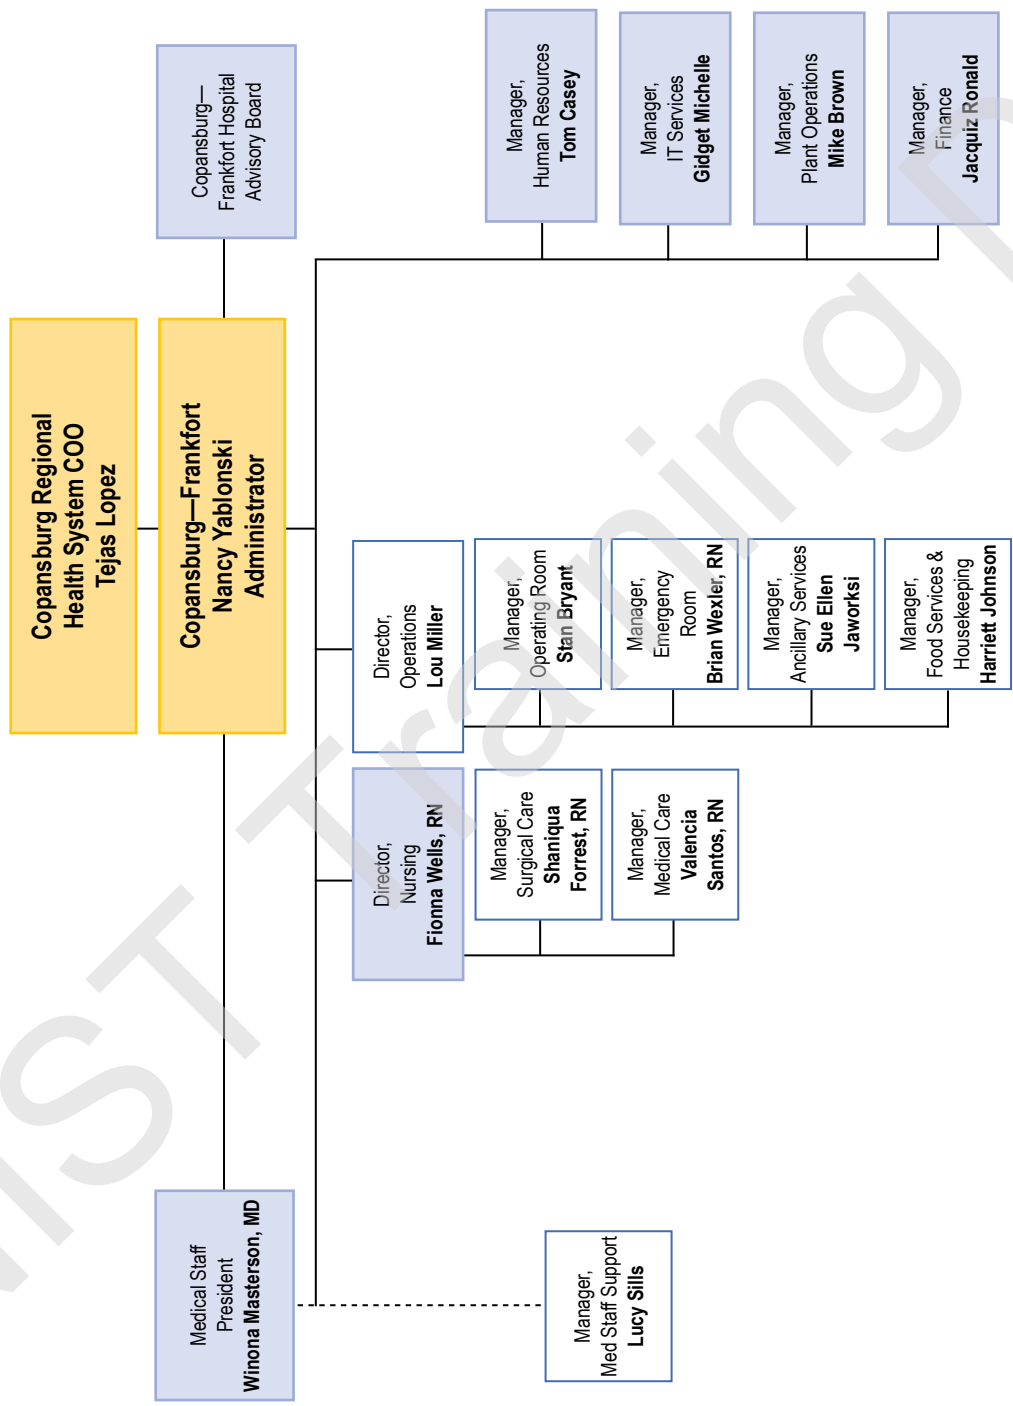 Copansburg Regional
Health System COO
Tejas Lopez
Medical Staff
President
Winona Masterson, MD
Copansburg—Frankfort
Nancy Yablonski
Administrator
Copansburg—
Frankfort Hospital
Advisory Board
Director,
Nursing
Fionna Wells, RN
Director,
Operations
Lou Miller
Manager,
Med Staff Support
Lucy Sills
Manager,
Surgical Care
Shaniqua
Forrest, RN
Manager,
Medical Care
Valencia
Santos, RN
Manager,
Operating Room
Stan Bryant
Manager,
Emergency
Room
Brian Wexler, RN
Manager,
Ancillary Services
Sue Ellen
Jaworksi
Manager,
Food Services &
Housekeeping
Harriett Johnson
Manager,
Human Resources
Tom Casey
Manager,
IT Services
Gidget Michelle
Manager,
Plant Operations
Mike Brown
Manager,
Finance
Jacquiz Ronald
IST Training